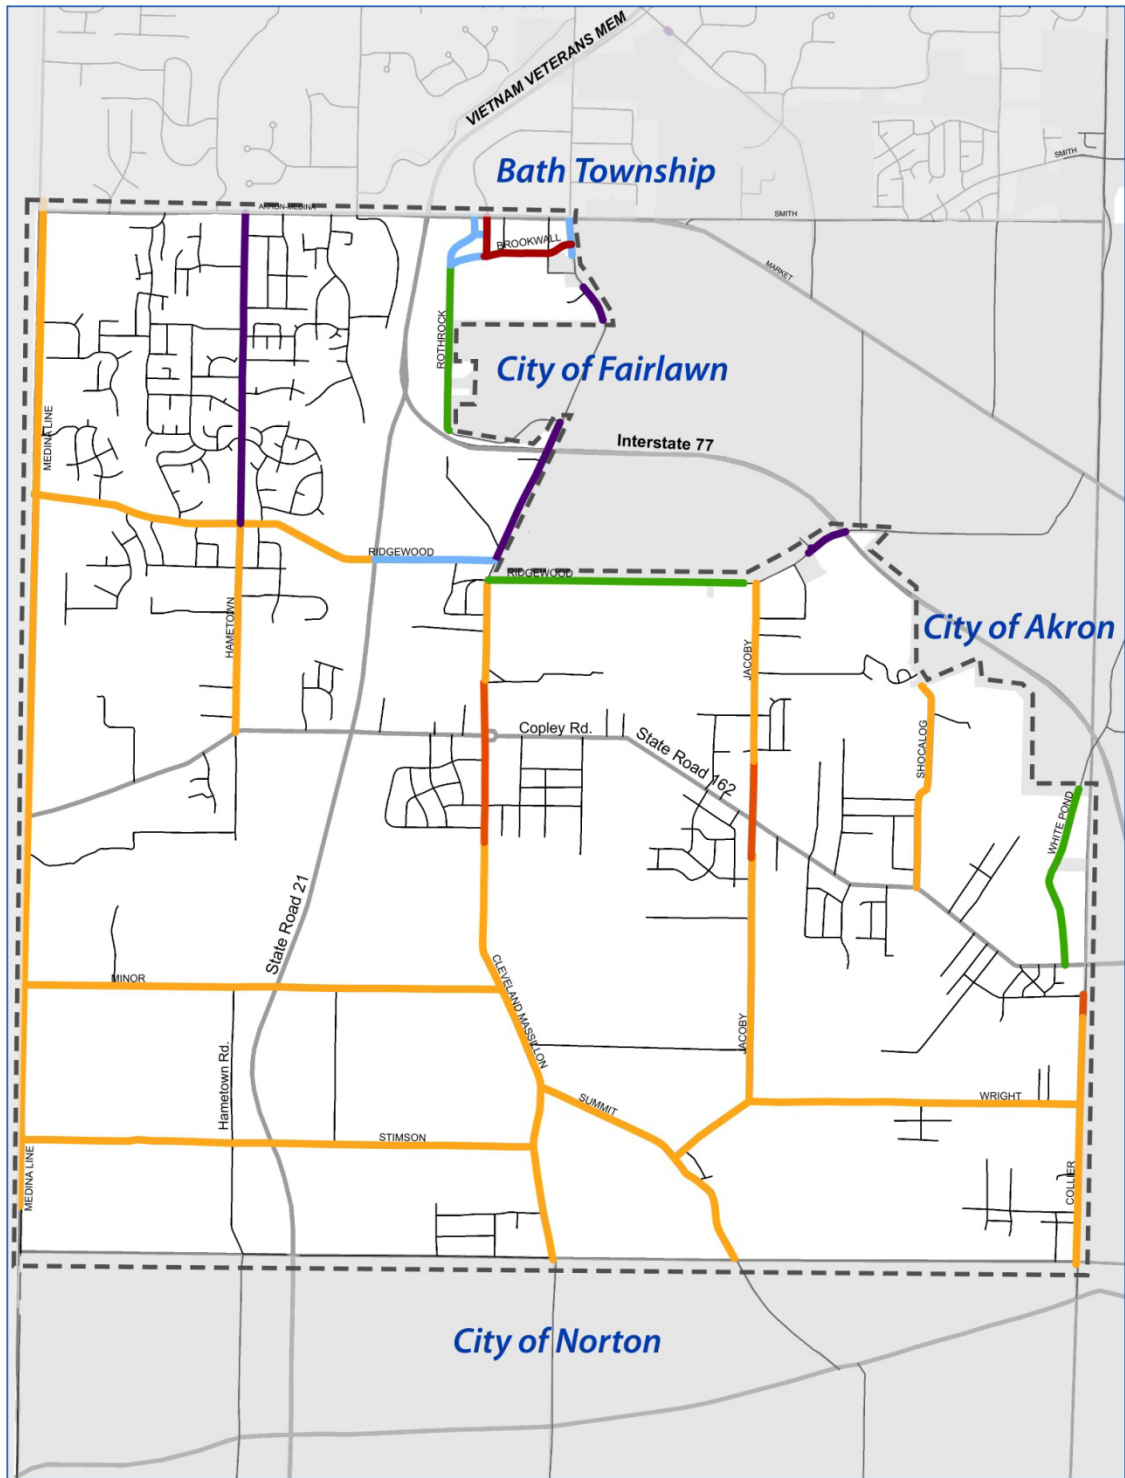 VIETNAM VETERANS MEM
Bath Township
SMITH
AKRON-MEDINA
SMITH
BROOKWALL
MARKET
ROTHROCK
City of Fairlawn
MEDINA LINE
Interstate 77
RIDGEWOOD
RIDGEWOOD
HAMETOWN
City of Akron
JACOBY
Copley Rd.
State Road 162
SHOCALOG
WHITE POND
State Road 21
MINOR
CLEVELAND MASSILLON
JACOBY
Hametown Rd.
SUMMIT
WRIGHT
STIMSON
MEDINA LINE
COLLIER
City of Norton